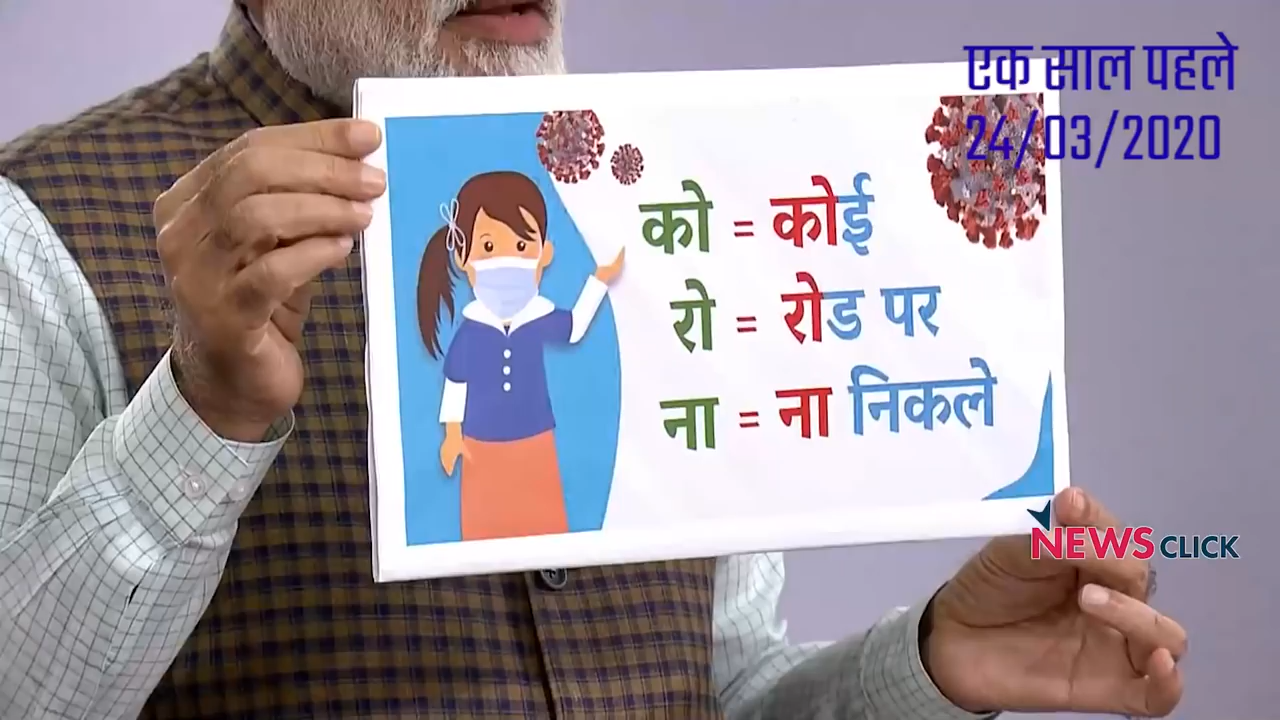 एक साल पहले
24/03/2020
को = कोई
रो = रोड पर
ना = ना निकले
NEWSCLICK